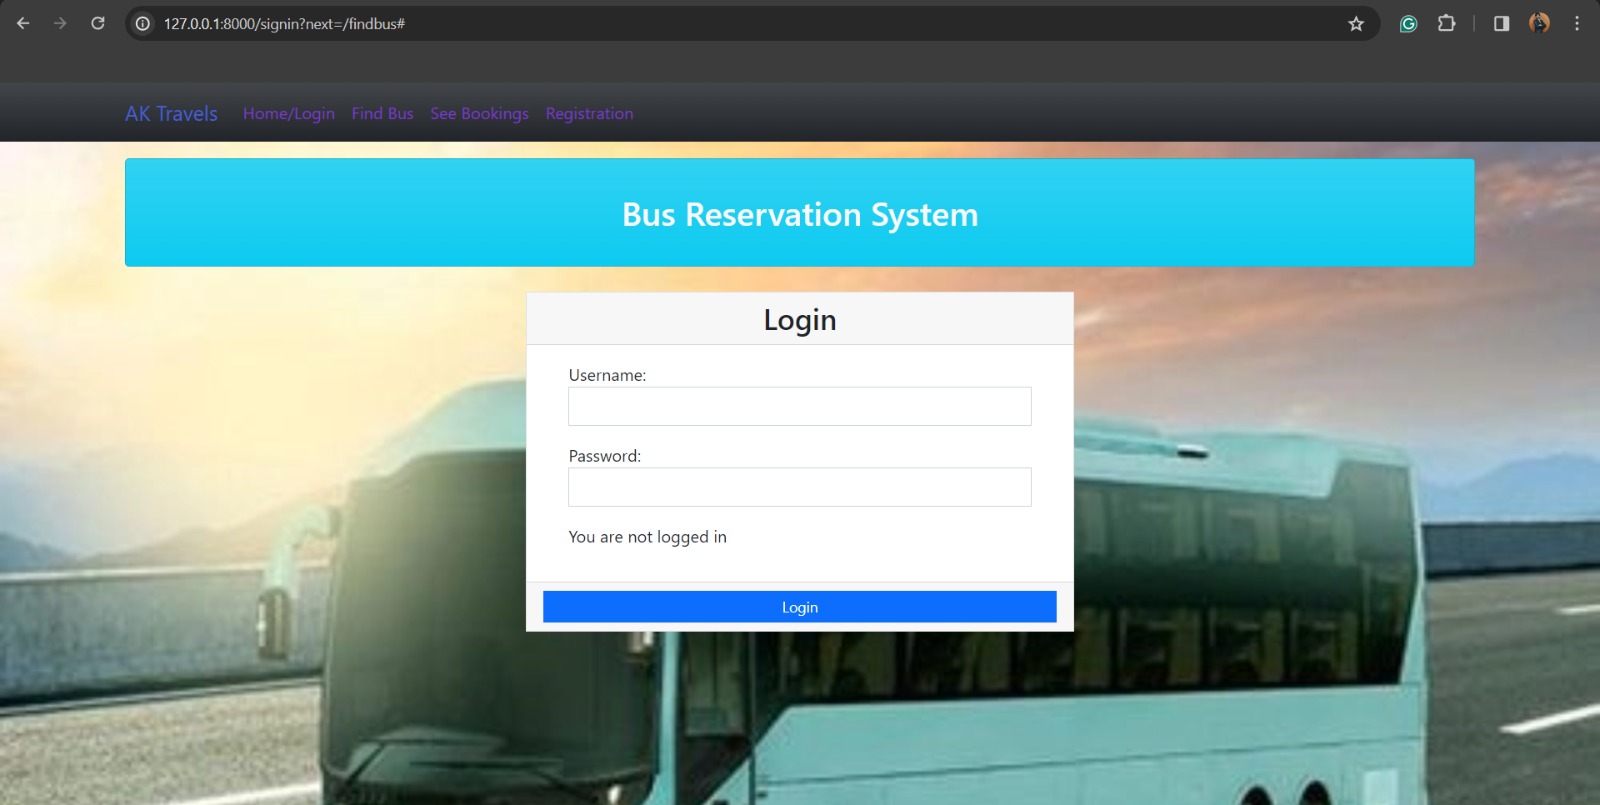 127.0.0.1:8000/signin?next=/findbus#
AK Travels Home/Login Find Bus See Bookings Registration
Bus Reservation System
Login
Username:
Password:
You are not logged in
Login